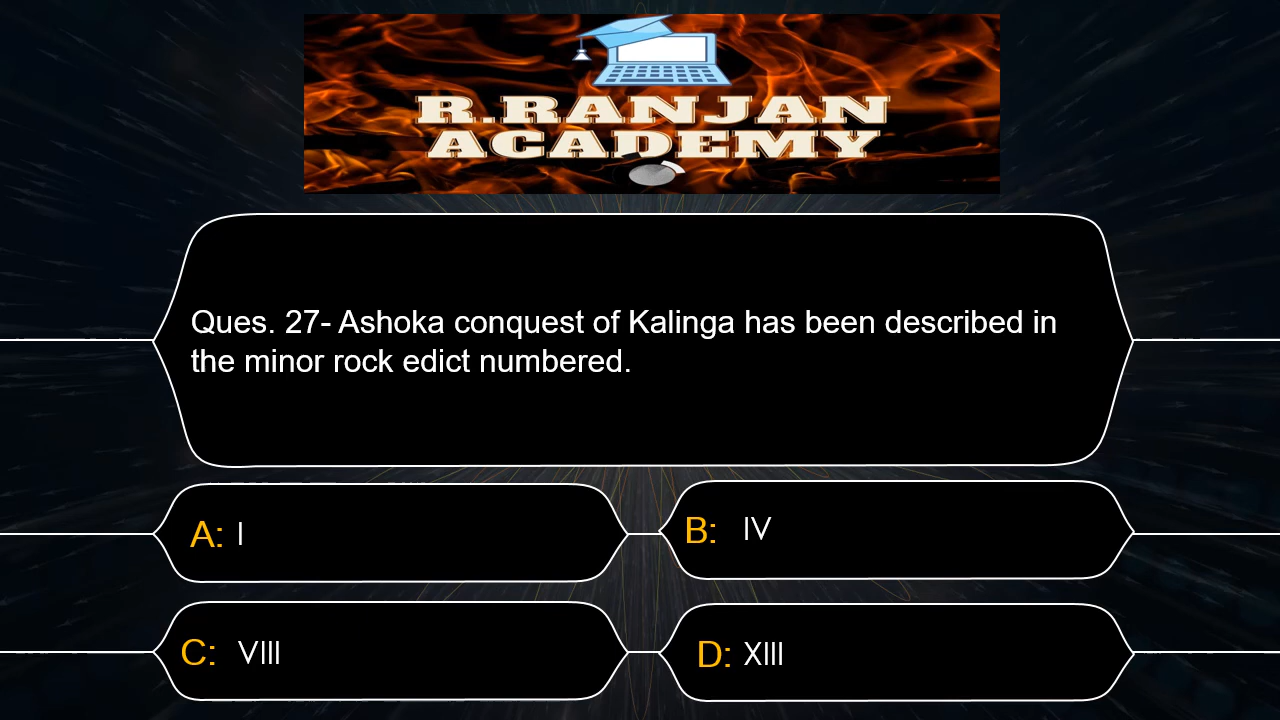 R.RANJAN
ACADEMY
Ques. 27- Ashoka conquest of Kalinga has been described in
the minor rock edict numbered.
A: I
B: IV
C: VIII
D: XIII